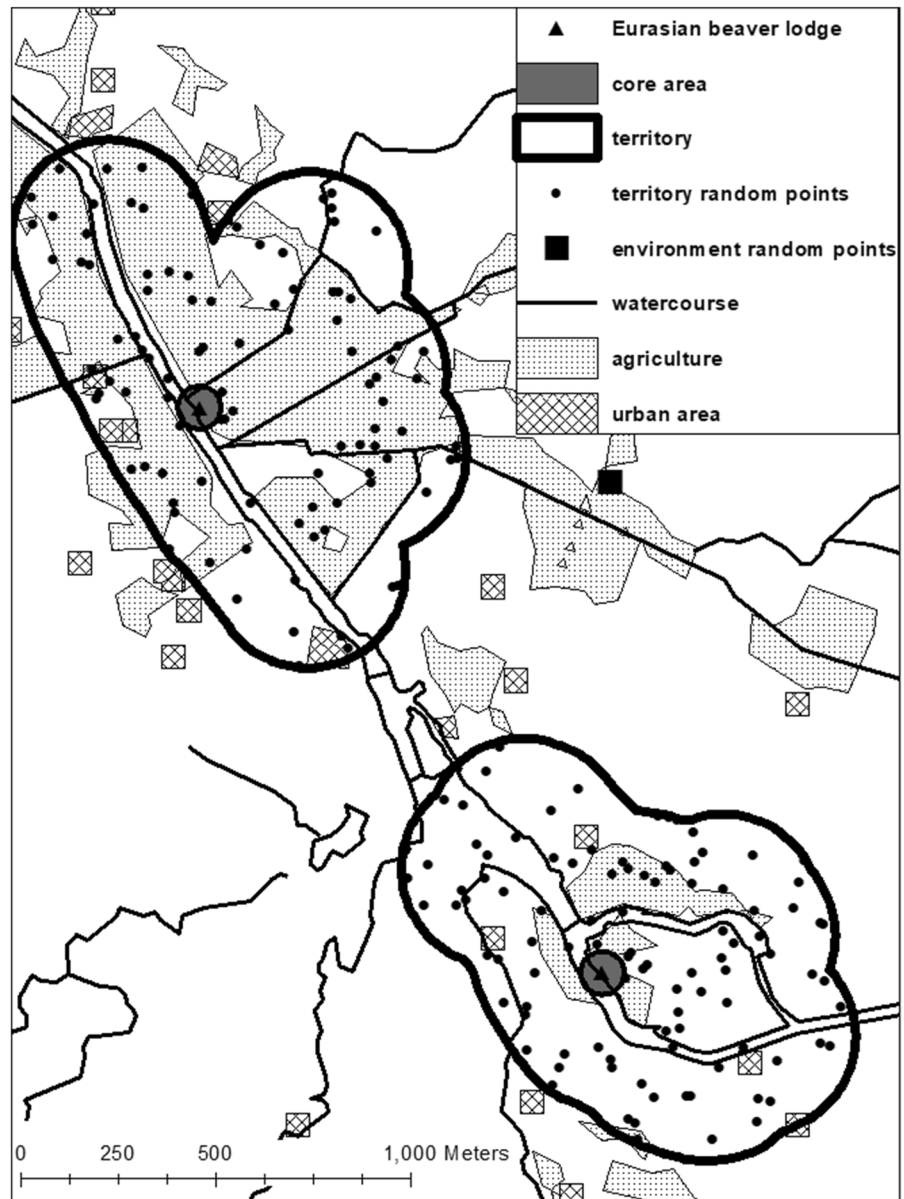 Eurasian beaver lodge
core area
territory
territory random points
environment random points
watercourse
agriculture
urban area
0 250 500 1,000 Meters